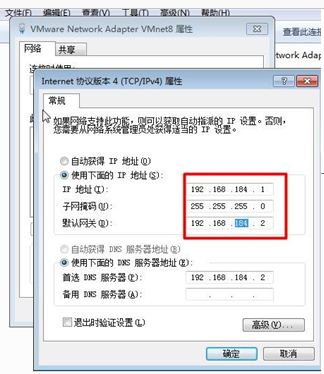 文件(F) 编辑(E) 查看(V) 工具(T) 高级(N) 帮助(H)
VMware Network Adapter VMnet8 属性
查看此连接
网络 共享
连接时使用:
twork Adap
Internet 协议版本 4 (TCP/IPv4) 属性
常规
如果网络支持此功能，则可以获取自动指派的 IP 设置。否则，
您需要从网络系统管理员处获得适当的 IP 设置。
自动获得 IP 地址(O)
使用下面的 IP 地址(S):
IP 地址(I): 192 .168 .184 . 1
子网掩码(U): 255 .255 .255 . 0
默认网关(D): 192 .168 .184 . 2
自动获得 DNS 服务器地址(B)
使用下面的 DNS 服务器地址(E):
首选 DNS 服务器(P): 192 .168 .184 . 2
备用 DNS 服务器(A): . . .
退出时验证设置(L)
高级(V)...
确定 取消